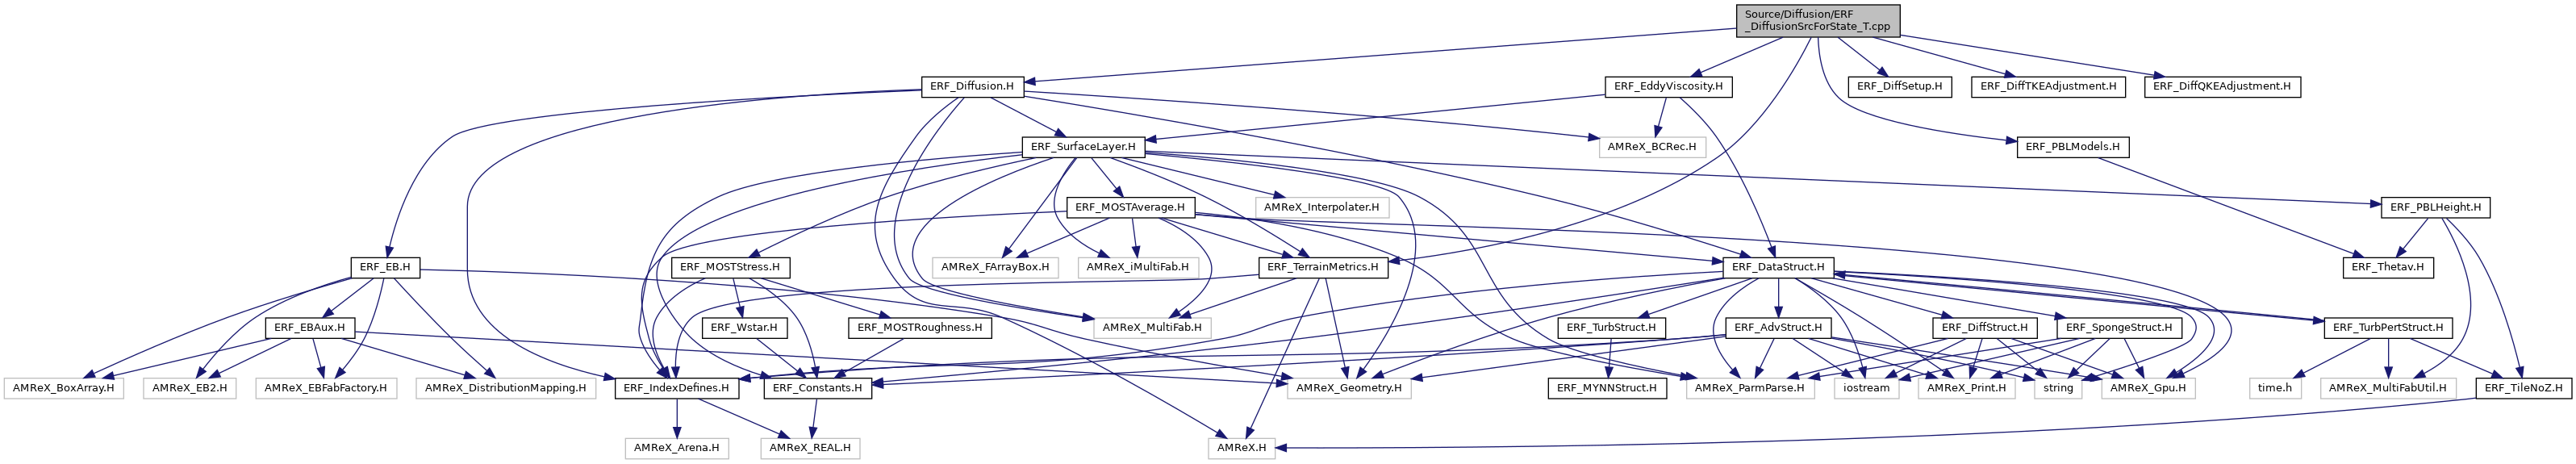 Source/Diffusion/ERF
_DiffusionSrcForState_T.cpp
ERF_Diffusion.H
ERF_EddyViscosity.H
ERF_DiffSetup.H
ERF_DiffTKEAdjustment.H
ERF_DiffQKEAdjustment.H
ERF_SurfaceLayer.H
AMReX_BCRec.H
ERF_PBLModels.H
ERF_MOSTAverage.H
AMReX_Interpolater.H
ERF_PBLHeight.H
ERF_EB.H
ERF_MOSTStress.H
AMReX_FArrayBox.H
AMReX_iMultiFab.H
ERF_TerrainMetrics.H
ERF_DataStruct.H
ERF_Thetav.H
ERF_EBAux.H
ERF_Wstar.H
ERF_MOSTRoughness.H
AMReX_MultiFab.H
ERF_TurbStruct.H
ERF_AdvStruct.H
ERF_DiffStruct.H
ERF_SpongeStruct.H
ERF_TurbPertStruct.H
AMReX_BoxArray.H
AMReX_EB2.H
AMReX_EBFabFactory.H
AMReX_DistributionMapping.H
ERF_IndexDefines.H
ERF_Constants.H
AMReX_Geometry.H
ERF_MYNNStruct.H
AMReX_ParmParse.H
iostream
AMReX_Print.H
string
AMReX_Gpu.H
time.h
AMReX_MultiFabUtil.H
ERF_TileNoZ.H
AMReX_Arena.H
AMReX_REAL.H
AMReX.H